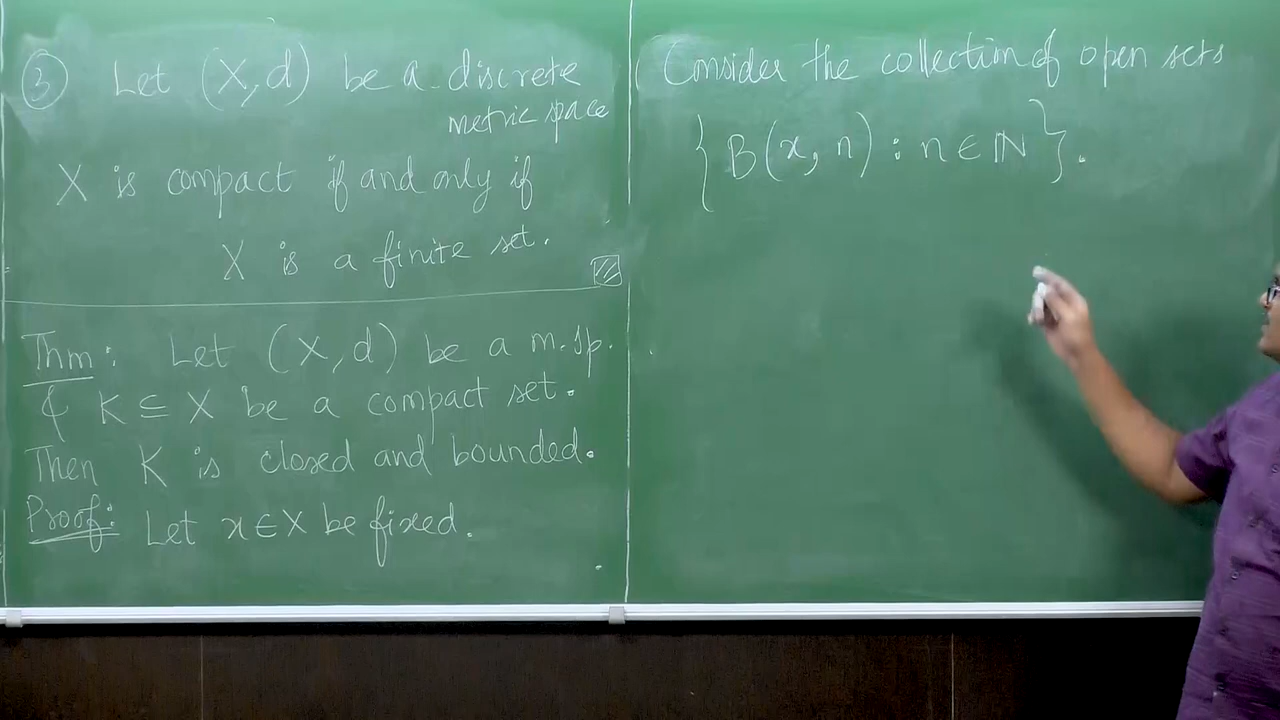 ③ Let (X, d) be a discrete
metric space
X is compact if and only if
X is a finite set.
Thm: Let (X, d) be a m. sp.
& K ⊆ X be a compact set.
Then K is closed and bounded.
Proof: Let x ∈ X be fixed.
Consider the collection of open sets
{ B(x, n) : n ∈ ℕ }.